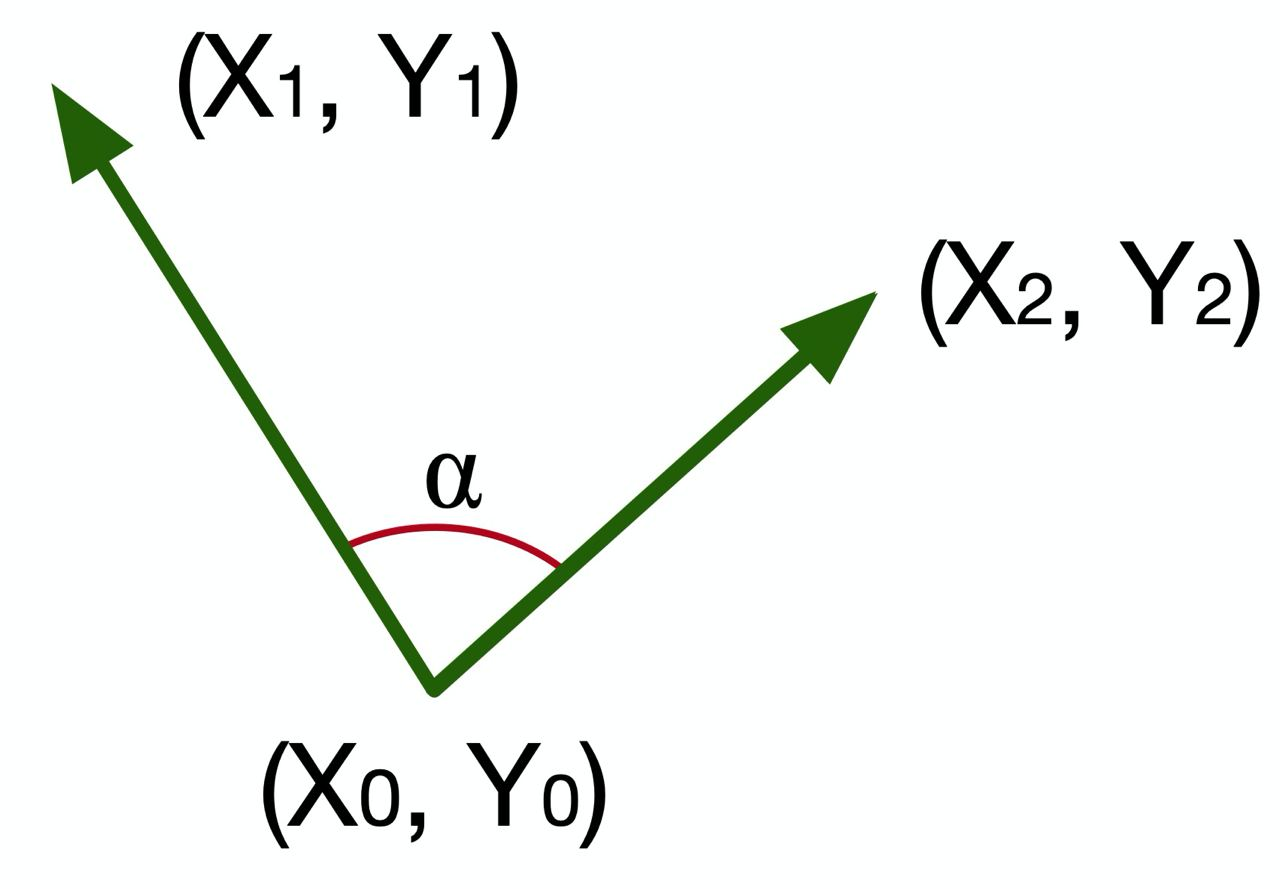 (X1, Y1)
(X2, Y2)
α
(X0, Y0)